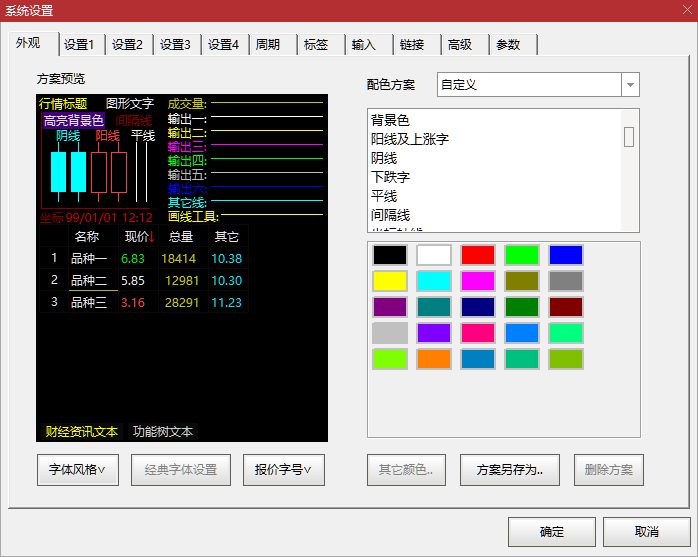 系统设置
外观 设置1 设置2 设置3 设置4 周期 标签 输入 链接 高级 参数
方案预览
配色方案 自定义
行情标题 图形文字 成交量:
高亮背景色 间隔线 输出一:
阴线 阳线 平线 输出二:
输出三:
输出四:
输出五:
输出六:
其它线:
坐标 99/01/01 12:12 画线工具:
名称 现价↓ 总量 其它
1 品种一 6.83 18414 10.38
2 品种二 5.85 12981 10.30
3 品种三 3.16 28291 11.23
财经资讯文本 功能树文本
背景色
阳线及上涨字
阴线
下跌字
平线
间隔线
字体风格˅ 经典字体设置 报价字号˅ 其它颜色.. 方案另存为.. 删除方案
确定 取消